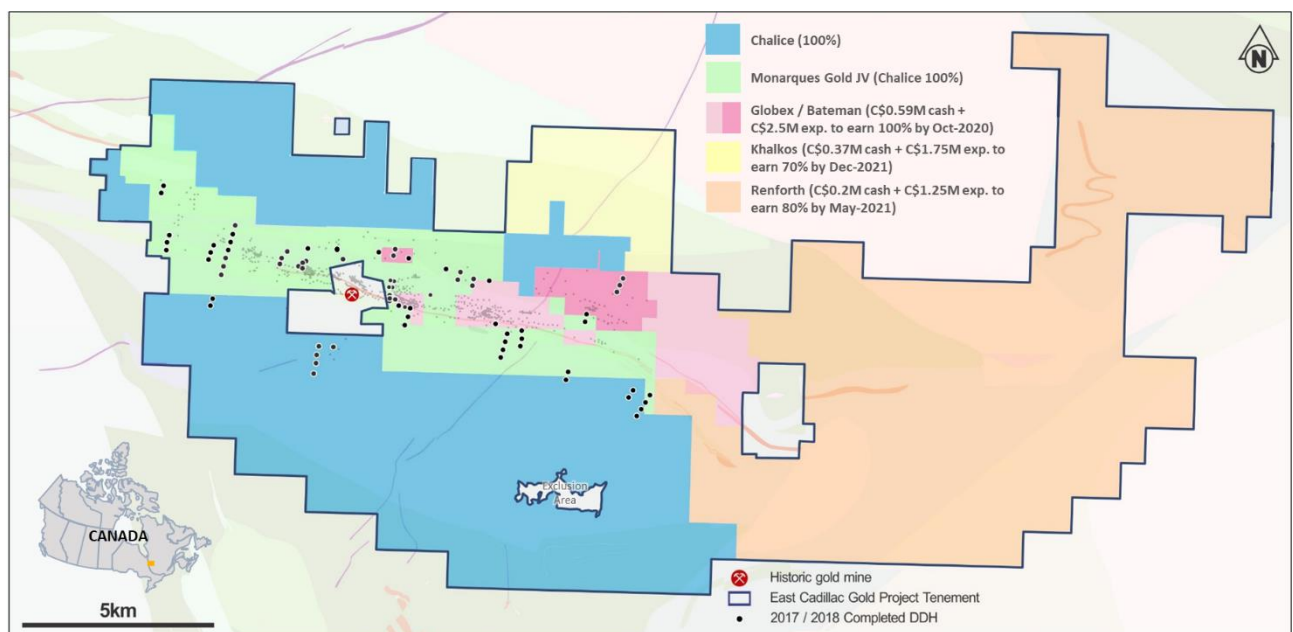 Chalice (100%)
Monarques Gold JV (Chalice 100%)
Globex / Bateman (C$0.59M cash +
C$2.5M exp. to earn 100% by Oct-2020)
Khalkos (C$0.37M cash + C$1.75M exp. to
earn 70% by Dec-2021)
Renforth (C$0.2M cash + C$1.25M exp. to
earn 80% by May-2021)
N
Exclusion
Area
CANADA
5km
Historic gold mine
East Cadillac Gold Project Tenement
2017 / 2018 Completed DDH